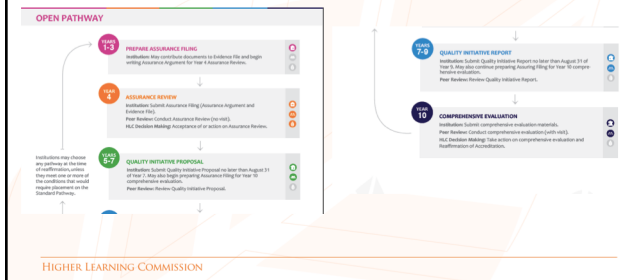 OPEN PATHWAY
YEARS
1-3
PREPARE ASSURANCE FILING
Institution: May contribute documents to Evidence File and begin
writing Assurance Argument for Year 4 Assurance Review.
YEAR
4
ASSURANCE REVIEW
Institution: Submit Assurance Filing (Assurance Argument and
Evidence File).
Peer Review: Conduct Assurance Review (no visit).
HLC Decision Making: Acceptance of or action on Assurance Review.
Institutions may choose
any pathway at the time
of reaffirmation, unless
they meet one or more of
the conditions that would
require placement on the
Standard Pathway.
YEARS
5-7
QUALITY INITIATIVE PROPOSAL
Institution: Submit Quality Initiative Proposal no later than August 31
of Year 7. May also begin preparing Assurance Filing for Year 10
comprehensive evaluation.
Peer Review: Review Quality Initiative Proposal.
YEARS
7-9
QUALITY INITIATIVE REPORT
Institution: Submit Quality Initiative Report no later than August 31 of
Year 9. May also continue preparing Assuring Filing for Year 10 compre-
hensive evaluation.
Peer Review: Review Quality Initiative Report.
YEAR
10
COMPREHENSIVE EVALUATION
Institution: Submit comprehensive evaluation materials.
Peer Review: Conduct comprehensive evaluation (with visit).
HLC Decision Making: Take action on comprehensive evaluation and
Reaffirmation of Accreditation.
HIGHER LEARNING COMMISSION